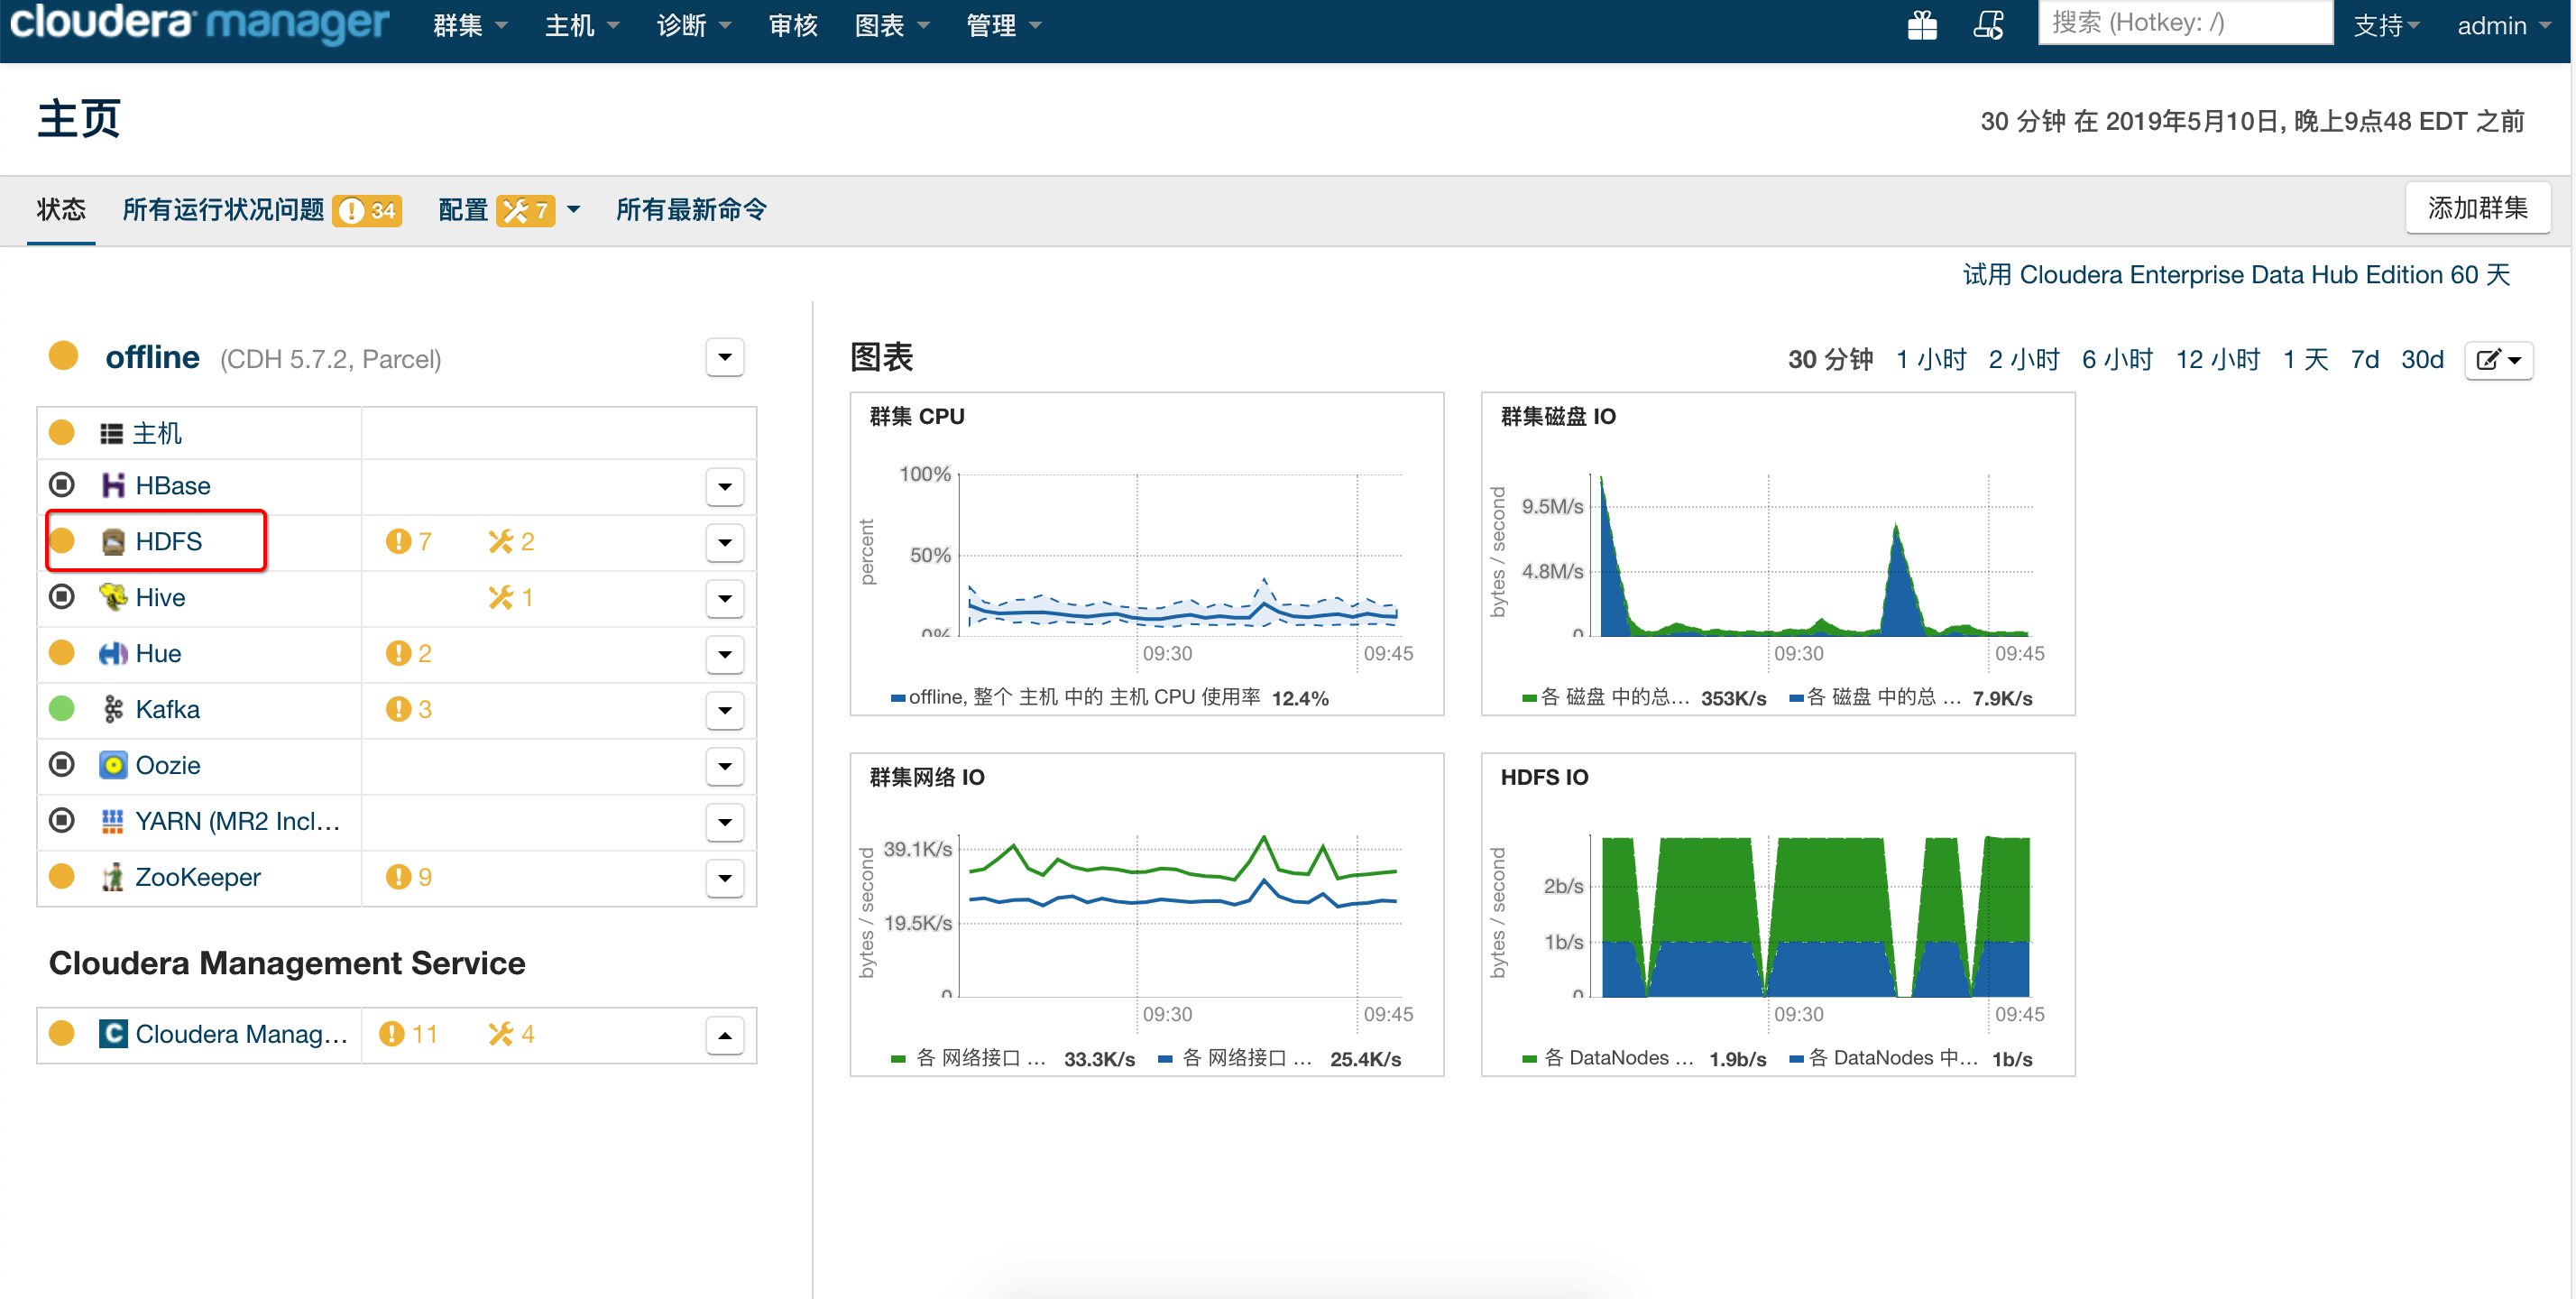 cloudera manager 群集 主机 诊断 审核 图表 管理 搜索 (Hotkey: /) 支持 admin
主页
30 分钟 在 2019年5月10日, 晚上9点48 EDT 之前
状态 所有运行状况问题 34 配置 7 所有最新命令 添加群集
试用 Cloudera Enterprise Data Hub Edition 60 天
offline (CDH 5.7.2, Parcel)
主机
HBase
HDFS 7 2
Hive 1
Hue 2
Kafka 3
Oozie
YARN (MR2 Incl...
ZooKeeper 9
Cloudera Management Service
Cloudera Manag... 11 4
图表
30 分钟 1 小时 2 小时 6 小时 12 小时 1 天 7d 30d
群集 CPU
percent
100%
50%
0%
09:30 09:45
offline, 整个 主机 中的 主机 CPU 使用率 12.4%
群集磁盘 IO
bytes / second
9.5M/s
4.8M/s
0
09:30 09:45
各 磁盘 中的总... 353K/s 各 磁盘 中的总 ... 7.9K/s
群集网络 IO
bytes / second
39.1K/s
19.5K/s
0
09:30 09:45
各 网络接口 ... 33.3K/s 各 网络接口 ... 25.4K/s
HDFS IO
bytes / second
2b/s
1b/s
0
09:30 09:45
各 DataNodes ... 1.9b/s 各 DataNodes 中... 1b/s